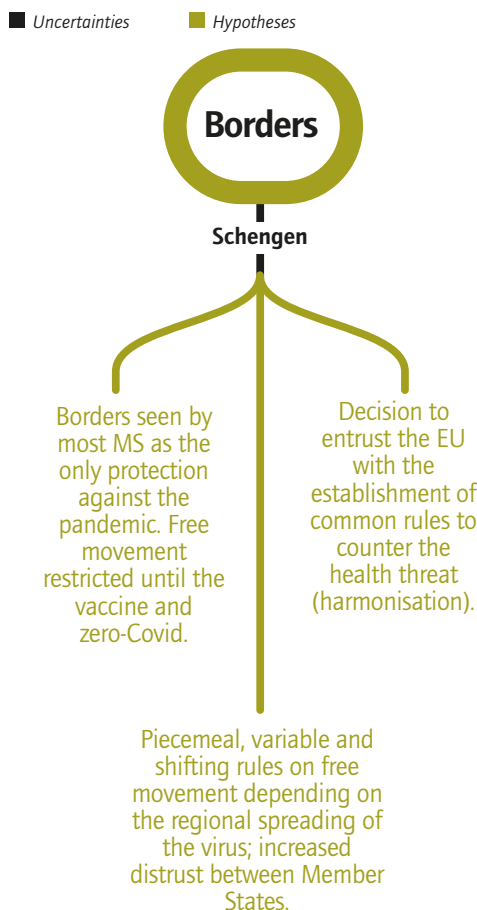 Uncertainties
Hypotheses
Borders
Schengen
Borders seen by
most MS as the
only protection
against the
pandemic. Free
movement
restricted until the
vaccine and
zero-Covid.
Decision to
entrust the EU
with the
establishment of
common rules to
counter the
health threat
(harmonisation).
Piecemeal, variable and
shifting rules on free
movement depending on
the regional spreading of
the virus; increased
distrust between Member
States.